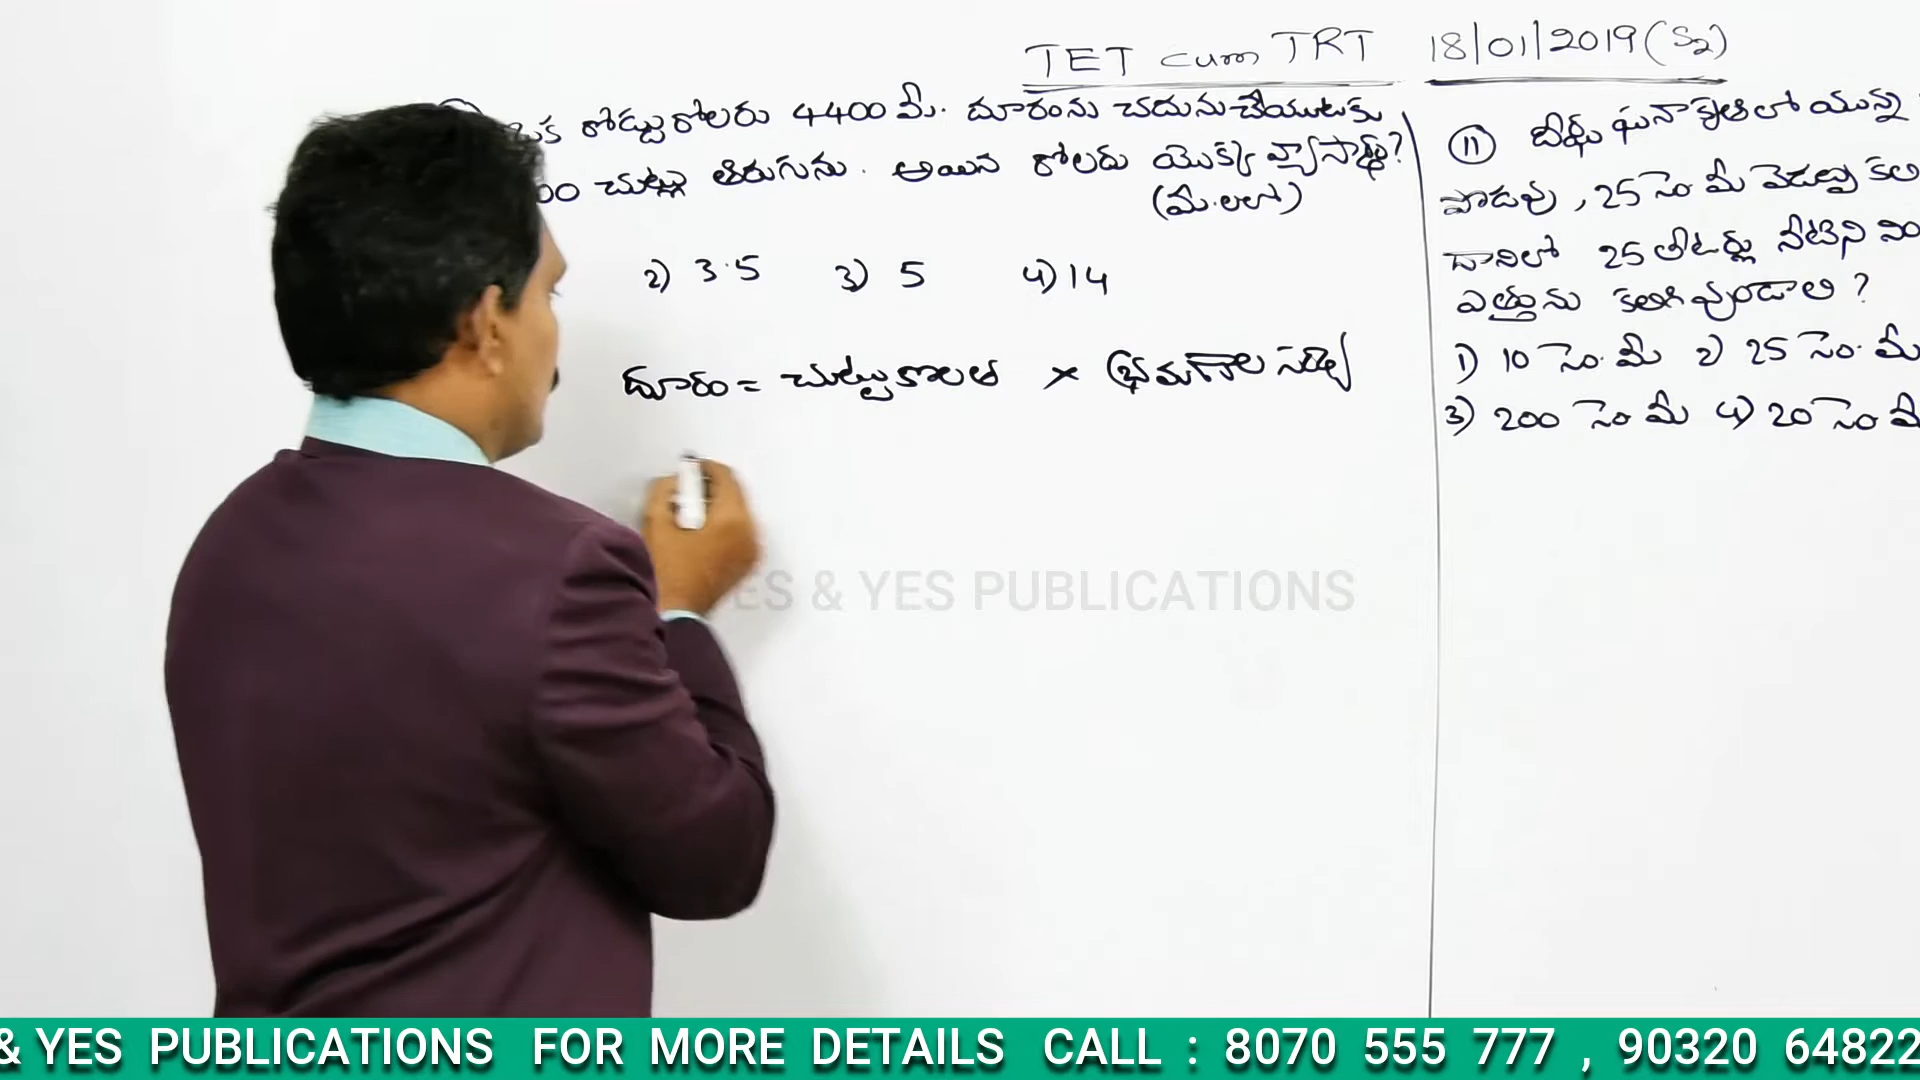 TET cum TRT 18/01/2019 (S2)
ఒక రోడ్డురోలరు 4400 మీ. దూరంను చదునుచేయుటకు
చుట్లు తిరుగును. అయిన రోలరు యొక్క వ్యాసార్థం?
(మీ.లలో)
2) 3.5 3) 5 4) 14
దూరం = చుట్టుకొలత × భ్రమణాల సంఖ్య
11 దీర్ఘ ఘనాకృతిలో యున్న
పొడవు, 25 సెం మీ వెడల్పు కలి
దానిలో 25 లీటర్లు నీటిని నిం
ఎత్తును కలిగి వుండాలి?
1) 10 సెం. మీ 2) 25 సెం. మీ
3) 200 సెం మీ 4) 20 సెం మీ
ES & YES PUBLICATIONS
& YES PUBLICATIONS FOR MORE DETAILS CALL : 8070 555 777 , 90320 64822